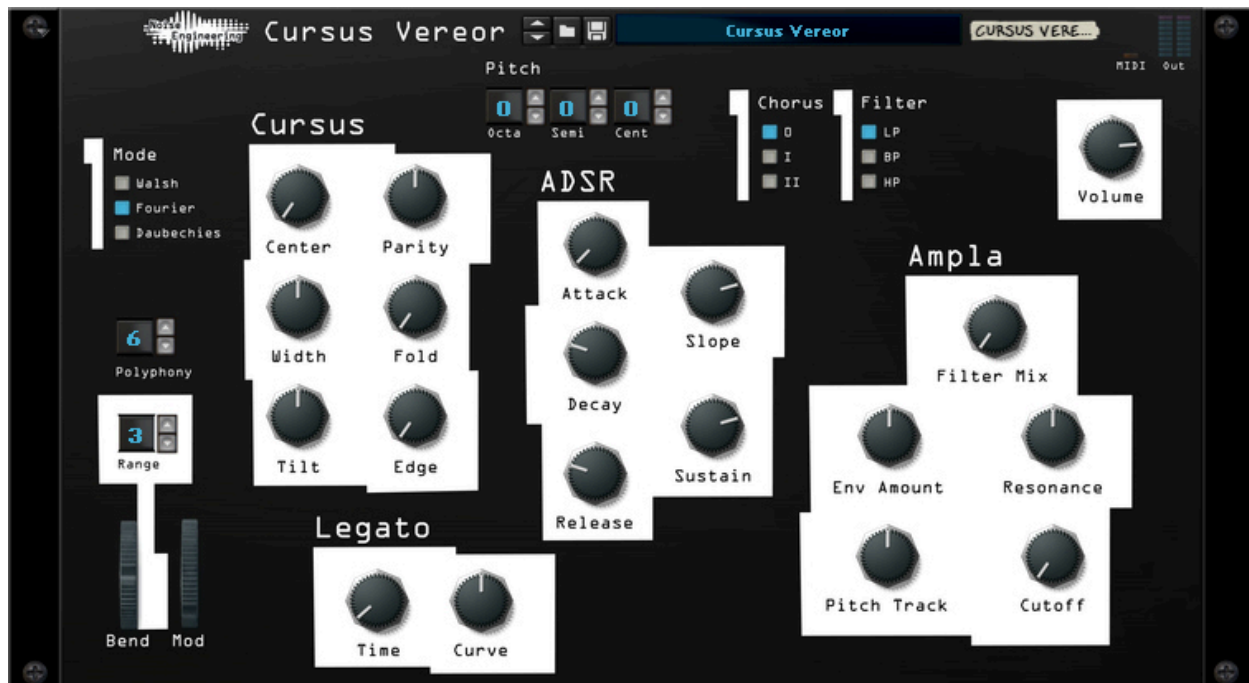 Noise Engineering
Cursus Vereor
Cursus Vereor
CURSUS VERE...
MIDI Out
Pitch
0 0 0
Octa Semi Cent
Chorus
O
I
II
Filter
LP
BP
HP
Volume
Mode
Walsh
Fourier
Daubechies
Cursus
Center Parity
Width Fold
Tilt Edge
ADSR
Attack
Slope
Decay
Sustain
Release
Ampla
Filter Mix
Env Amount Resonance
Pitch Track Cutoff
6
Polyphony
3
Range
Bend Mod
Legato
Time Curve